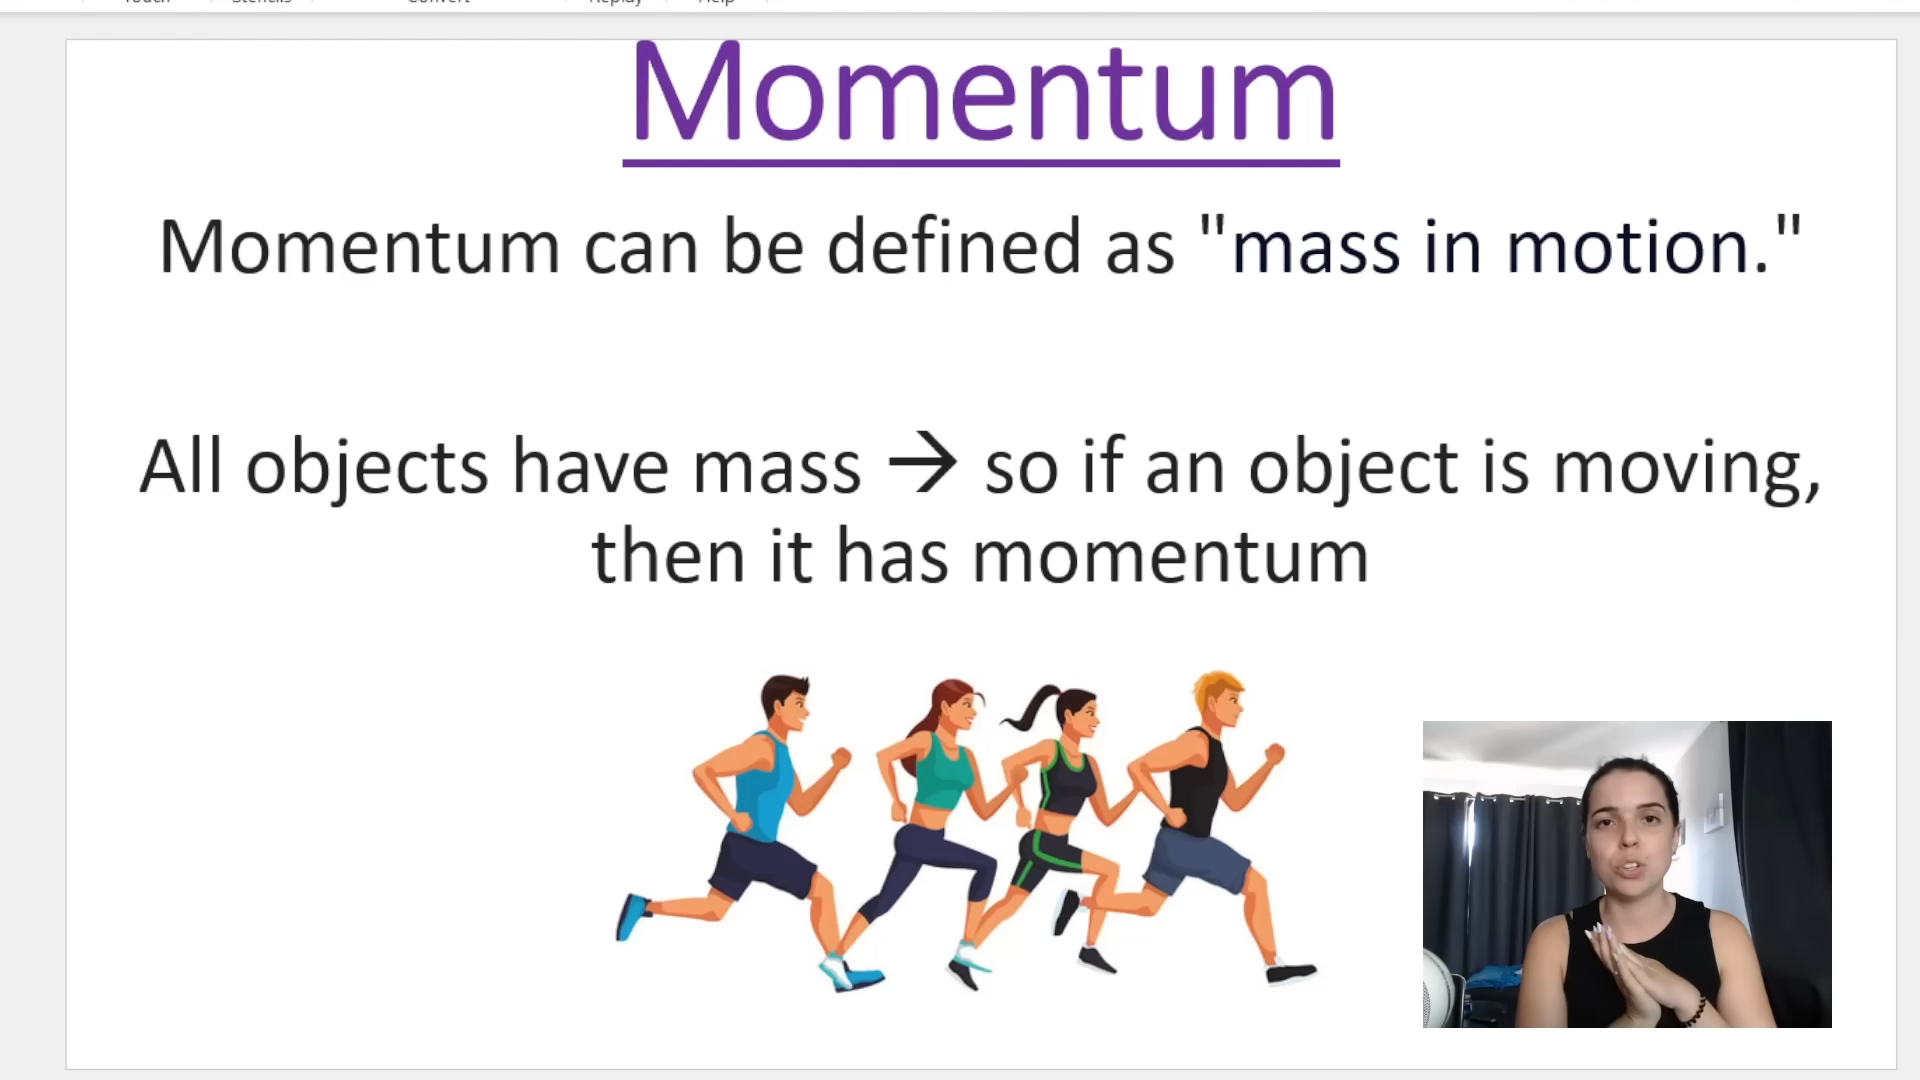 Momentum
Momentum can be defined as "mass in motion."
All objects have mass → so if an object is moving,
then it has momentum